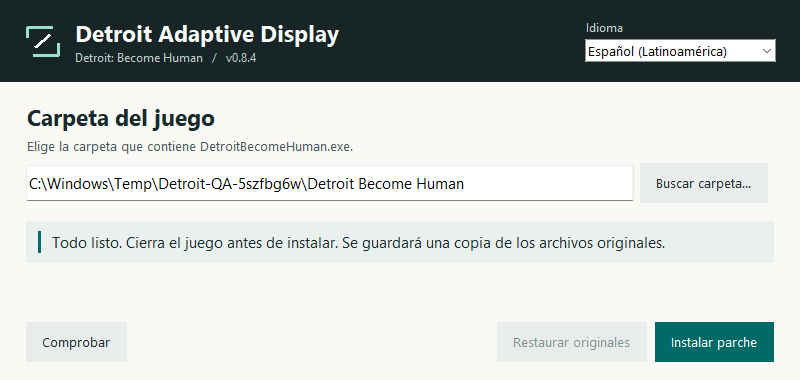 Detroit Adaptive Display
Detroit: Become Human / v0.8.4
Idioma
Español (Latinoamérica)
Carpeta del juego
Elige la carpeta que contiene DetroitBecomeHuman.exe.
C:\Windows\Temp\Detroit-QA-5szfbg6w\Detroit Become Human
Buscar carpeta...
Todo listo. Cierra el juego antes de instalar. Se guardará una copia de los archivos originales.
Comprobar
Restaurar originales
Instalar parche